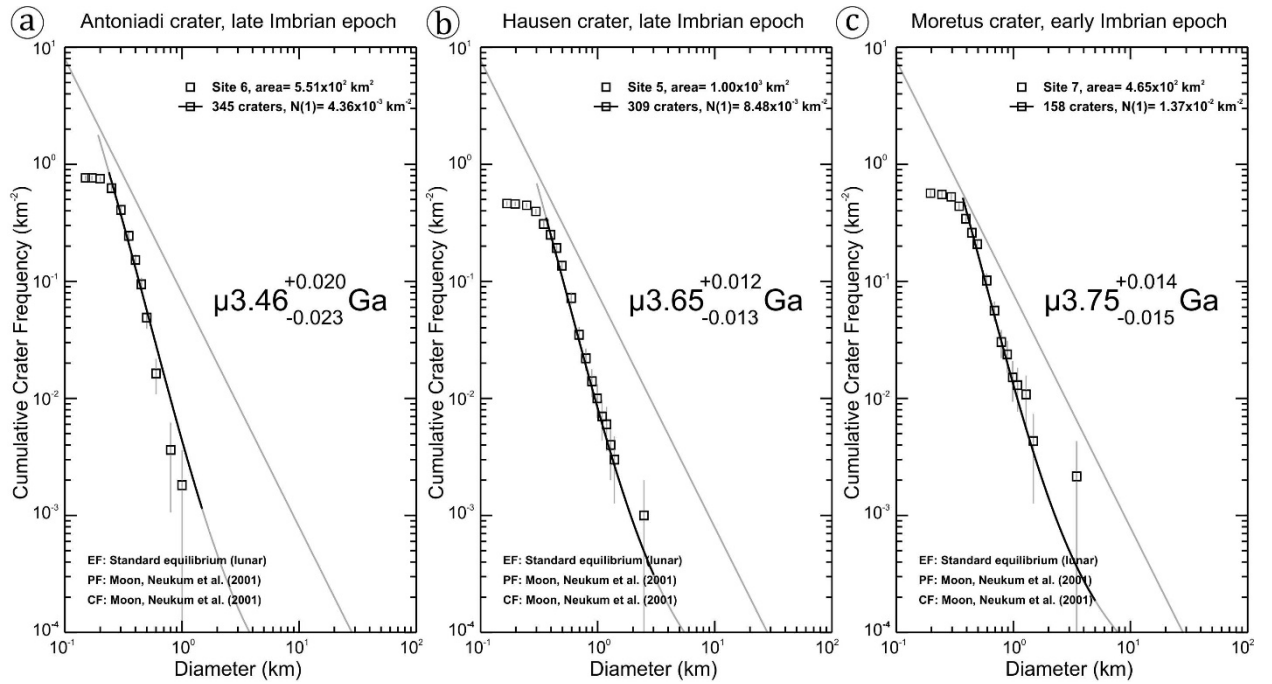 a
Antoniadi crater, late Imbrian epoch
Cumulative Crater Frequency (km⁻²)
10¹
10⁰
10⁻¹
10⁻²
10⁻³
10⁻⁴
Site 6, area= 5.51x10² km²
345 craters, N(1)= 4.36x10⁻³ km⁻²
µ3.46 +0.020 -0.023 Ga
EF: Standard equilibrium (lunar)
PF: Moon, Neukum et al. (2001)
CF: Moon, Neukum et al. (2001)
10⁻¹ 10⁰ 10¹ 10²
Diameter (km)
b
Hausen crater, late Imbrian epoch
Cumulative Crater Frequency (km⁻²)
10¹
10⁰
10⁻¹
10⁻²
10⁻³
10⁻⁴
Site 5, area= 1.00x10³ km²
309 craters, N(1)= 8.48x10⁻³ km⁻²
µ3.65 +0.012 -0.013 Ga
EF: Standard equilibrium (lunar)
PF: Moon, Neukum et al. (2001)
CF: Moon, Neukum et al. (2001)
10⁻¹ 10⁰ 10¹ 10²
Diameter (km)
c
Moretus crater, early Imbrian epoch
Cumulative Crater Frequency (km⁻²)
10¹
10⁰
10⁻¹
10⁻²
10⁻³
10⁻⁴
Site 7, area= 4.65x10² km²
158 craters, N(1)= 1.37x10⁻² km⁻²
µ3.75 +0.014 -0.015 Ga
EF: Standard equilibrium (lunar)
PF: Moon, Neukum et al. (2001)
CF: Moon, Neukum et al. (2001)
10⁻¹ 10⁰ 10¹ 10²
Diameter (km)